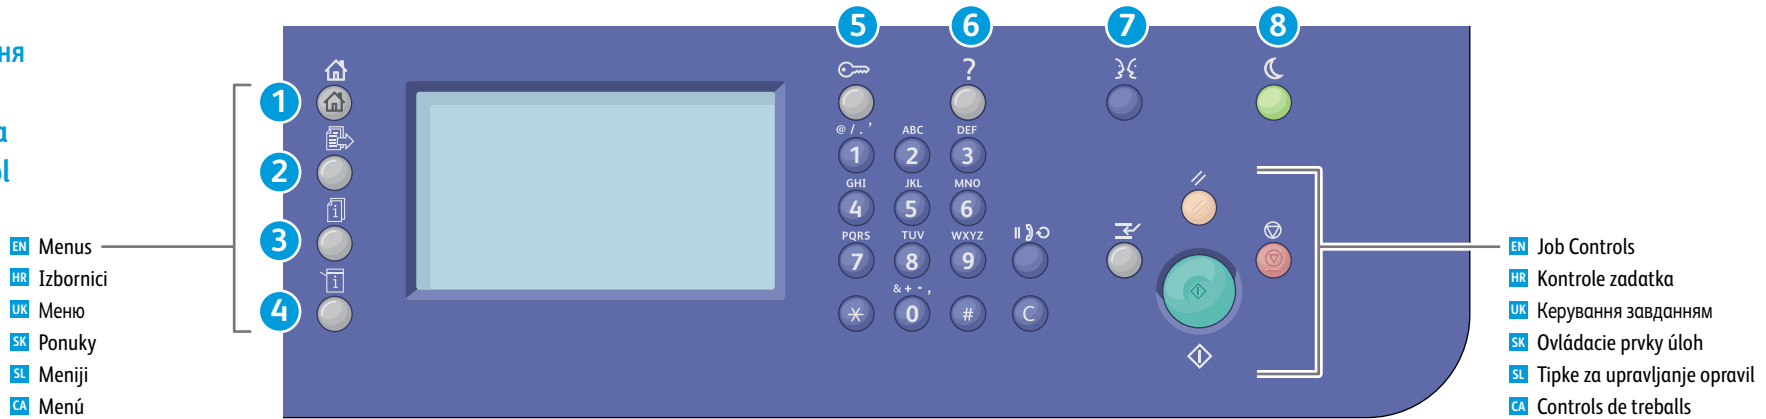 ня
а
ol
5 6 7 8
?
1
2
3
4
@ / . ' ABC DEF
1 2 3
GHI JKL MNO
4 5 6
PQRS TUV WXYZ
7 8 9
& + - ,
* 0 # C
EN Menus
HR Izbornici
UK Меню
SK Ponuky
SL Meniji
CA Menú
EN Job Controls
HR Kontrole zadatka
UK Керування завданням
SK Ovládacie prvky úloh
SL Tipke za upravljanje opravil
CA Controls de treballs